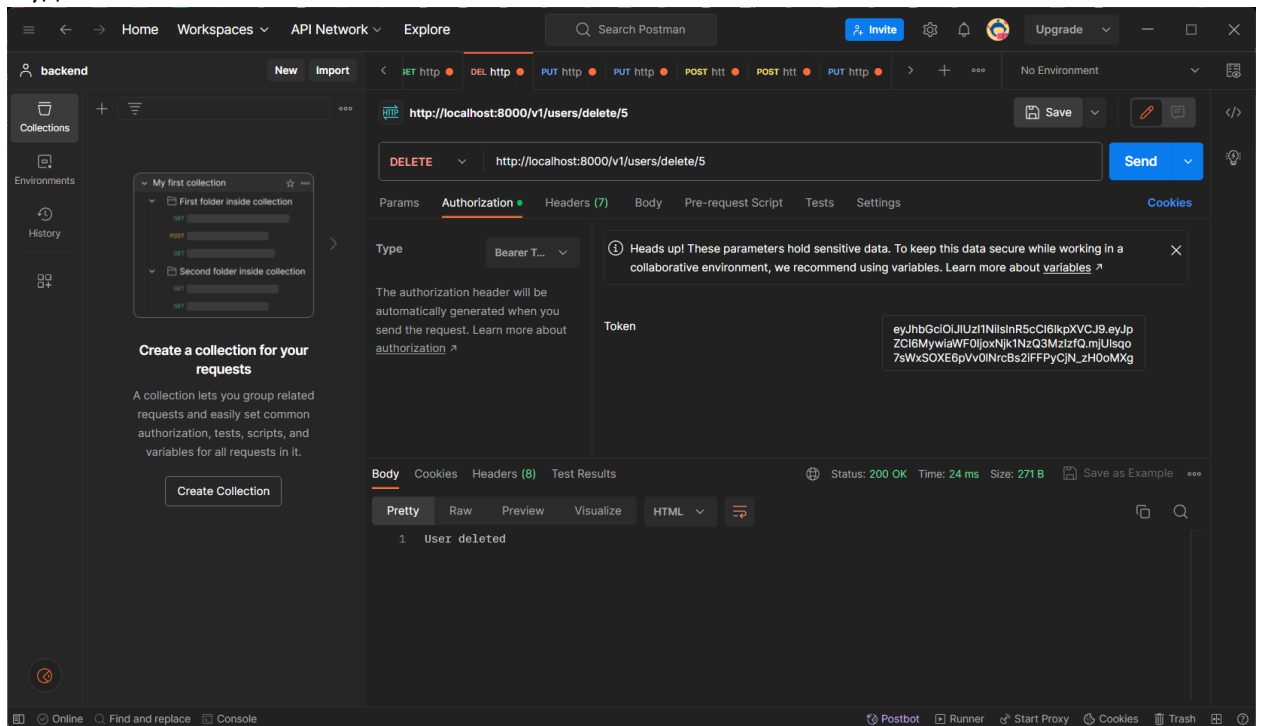 Home Workspaces API Network Explore Search Postman Invite Upgrade
backend New Import GET http DEL http PUT http PUT http POST htt POST htt PUT http No Environment
Collections
Environments
History
My first collection
First folder inside collection
GET
POST
GET
Second folder inside collection
GET
GET
Create a collection for your
requests
A collection lets you group related
requests and easily set common
authorization, tests, scripts, and
variables for all requests in it.
Create Collection
HTTP http://localhost:8000/v1/users/delete/5 Save
DELETE http://localhost:8000/v1/users/delete/5 Send
Params Authorization Headers (7) Body Pre-request Script Tests Settings Cookies
Type Bearer T...
The authorization header will be
automatically generated when you
send the request. Learn more about
authorization
Heads up! These parameters hold sensitive data. To keep this data secure while working in a
collaborative environment, we recommend using variables. Learn more about variables
Token
Body Cookies Headers (8) Test Results Status: 200 OK Time: 24 ms Size: 271 B Save as Example
Pretty Raw Preview Visualize HTML
1 User deleted
Online Find and replace Console Postbot Runner Start Proxy Cookies Trash